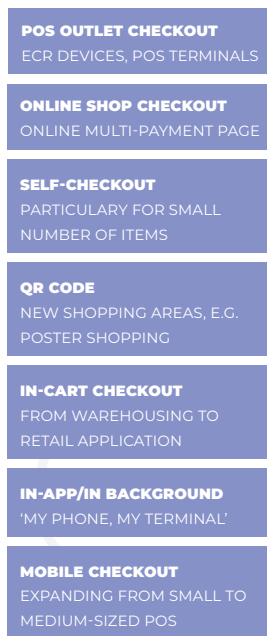 POS OUTLET CHECKOUT
ECR DEVICES, POS TERMINALS
ONLINE SHOP CHECKOUT
ONLINE MULTI-PAYMENT PAGE
SELF-CHECKOUT
PARTICULARY FOR SMALL
NUMBER OF ITEMS
QR CODE
NEW SHOPPING AREAS, E.G.
POSTER SHOPPING
IN-CART CHECKOUT
FROM WAREHOUSING TO
RETAIL APPLICATION
IN-APP/IN BACKGROUND
‘MY PHONE, MY TERMINAL’
MOBILE CHECKOUT
EXPANDING FROM SMALL TO
MEDIUM-SIZED POS